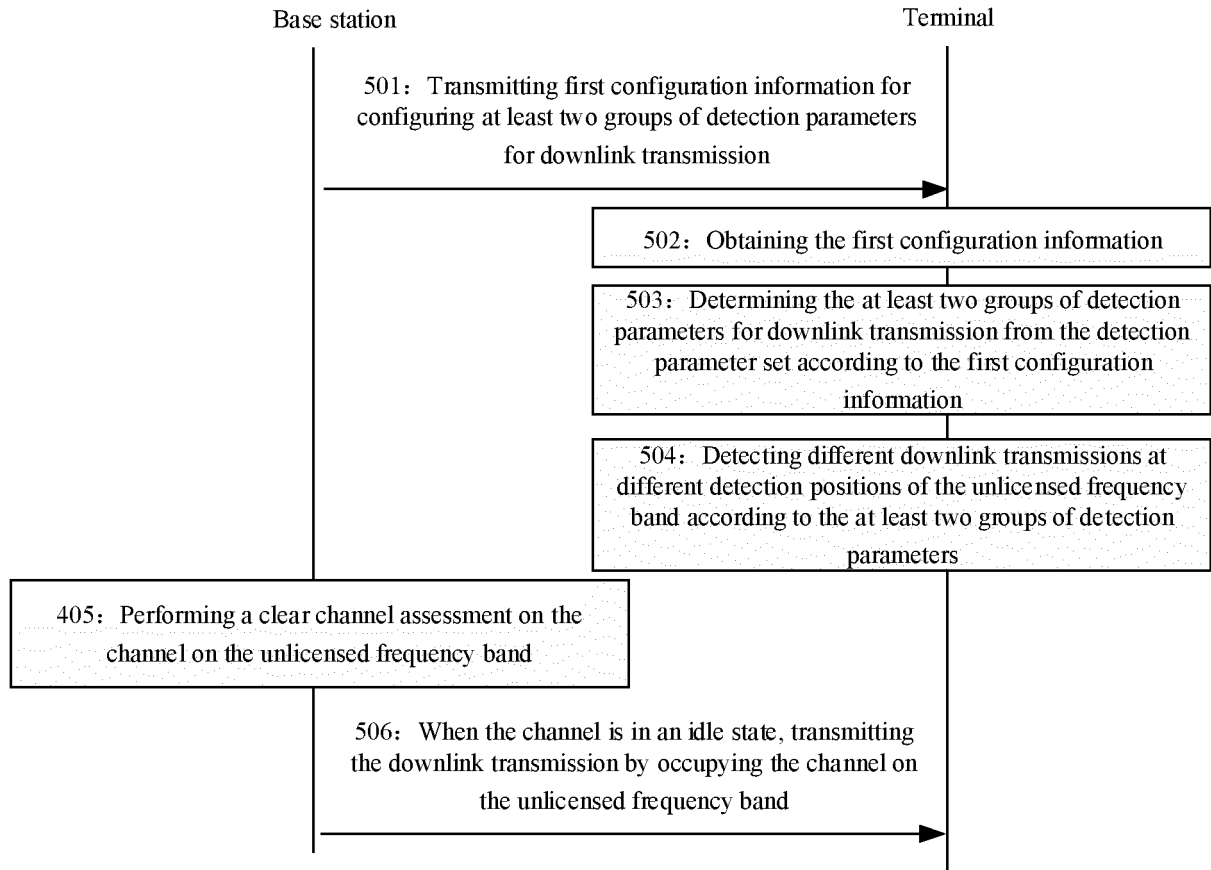 Base station
Terminal
501: Transmitting first configuration information for
configuring at least two groups of detection parameters
for downlink transmission
502: Obtaining the first configuration information
503: Determining the at least two groups of detection
parameters for downlink transmission from the detection
parameter set according to the first configuration
information
504: Detecting different downlink transmissions at
different detection positions of the unlicensed frequency
band according to the at least two groups of detection
parameters
405: Performing a clear channel assessment on the
channel on the unlicensed frequency band
506: When the channel is in an idle state, transmitting
the downlink transmission by occupying the channel on
the unlicensed frequency band